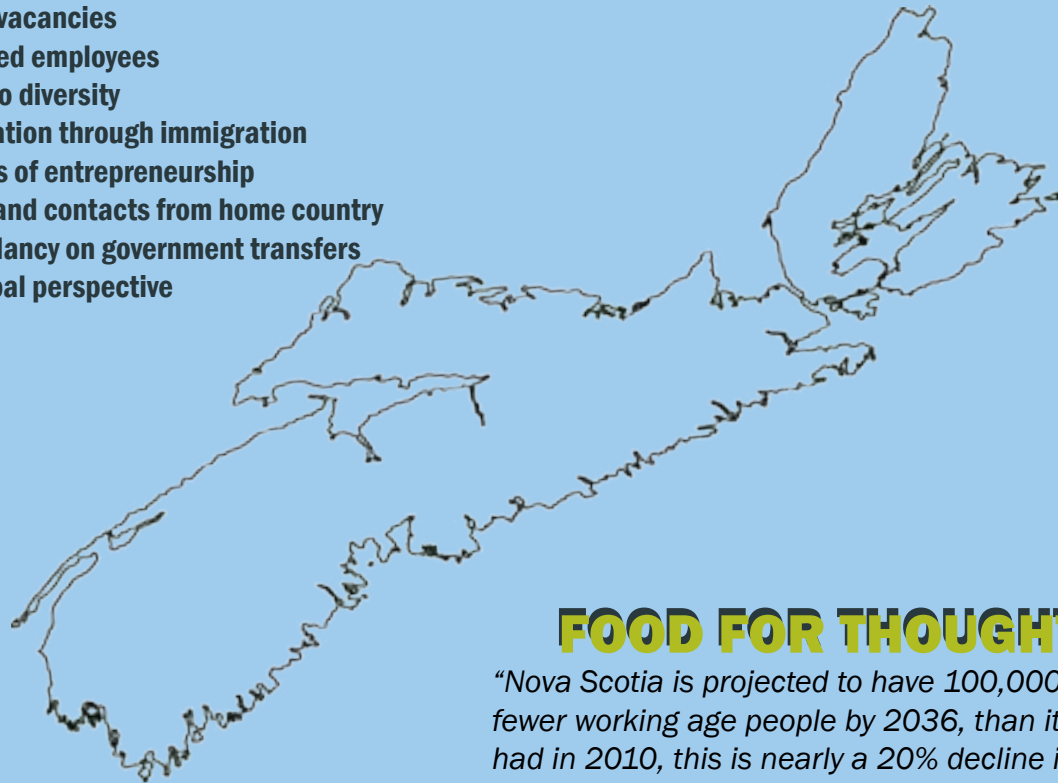 vacancies
ed employees
o diversity
ation through immigration
s of entrepreneurship
and contacts from home country
dancy on government transfers
bal perspective
FOOD FOR THOUGHT
“Nova Scotia is projected to have 100,000
fewer working age people by 2036, than it
had in 2010, this is nearly a 20% decline i